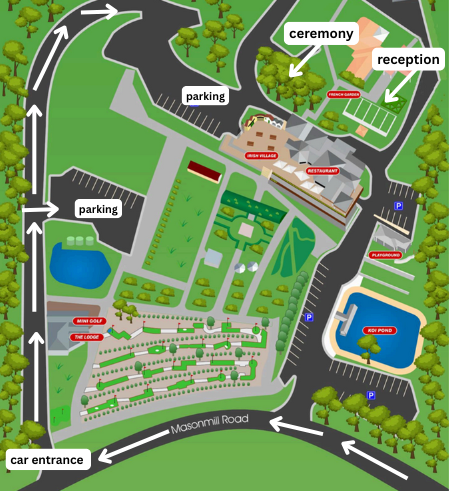 ceremony
reception
FRENCH GARDEN
parking
IRISH VILLAGE
RESTAURANT
parking
P
PLAYGROUND
MINI GOLF
THE LODGE
P
KOI POND
P
Masonmill Road
car entrance